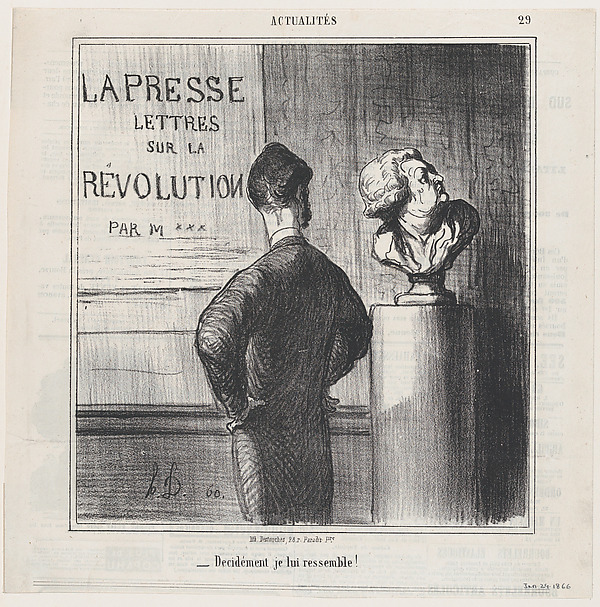 ACTUALITÉS
29
LA PRESSE
LETTRES
SUR LA
RÉVOLUTION
PAR M ***
h.D. 60.
Lith. Destouches, 28, r. Paradis Pre
— Decidément je lui ressemble!
Jan. 24 1866